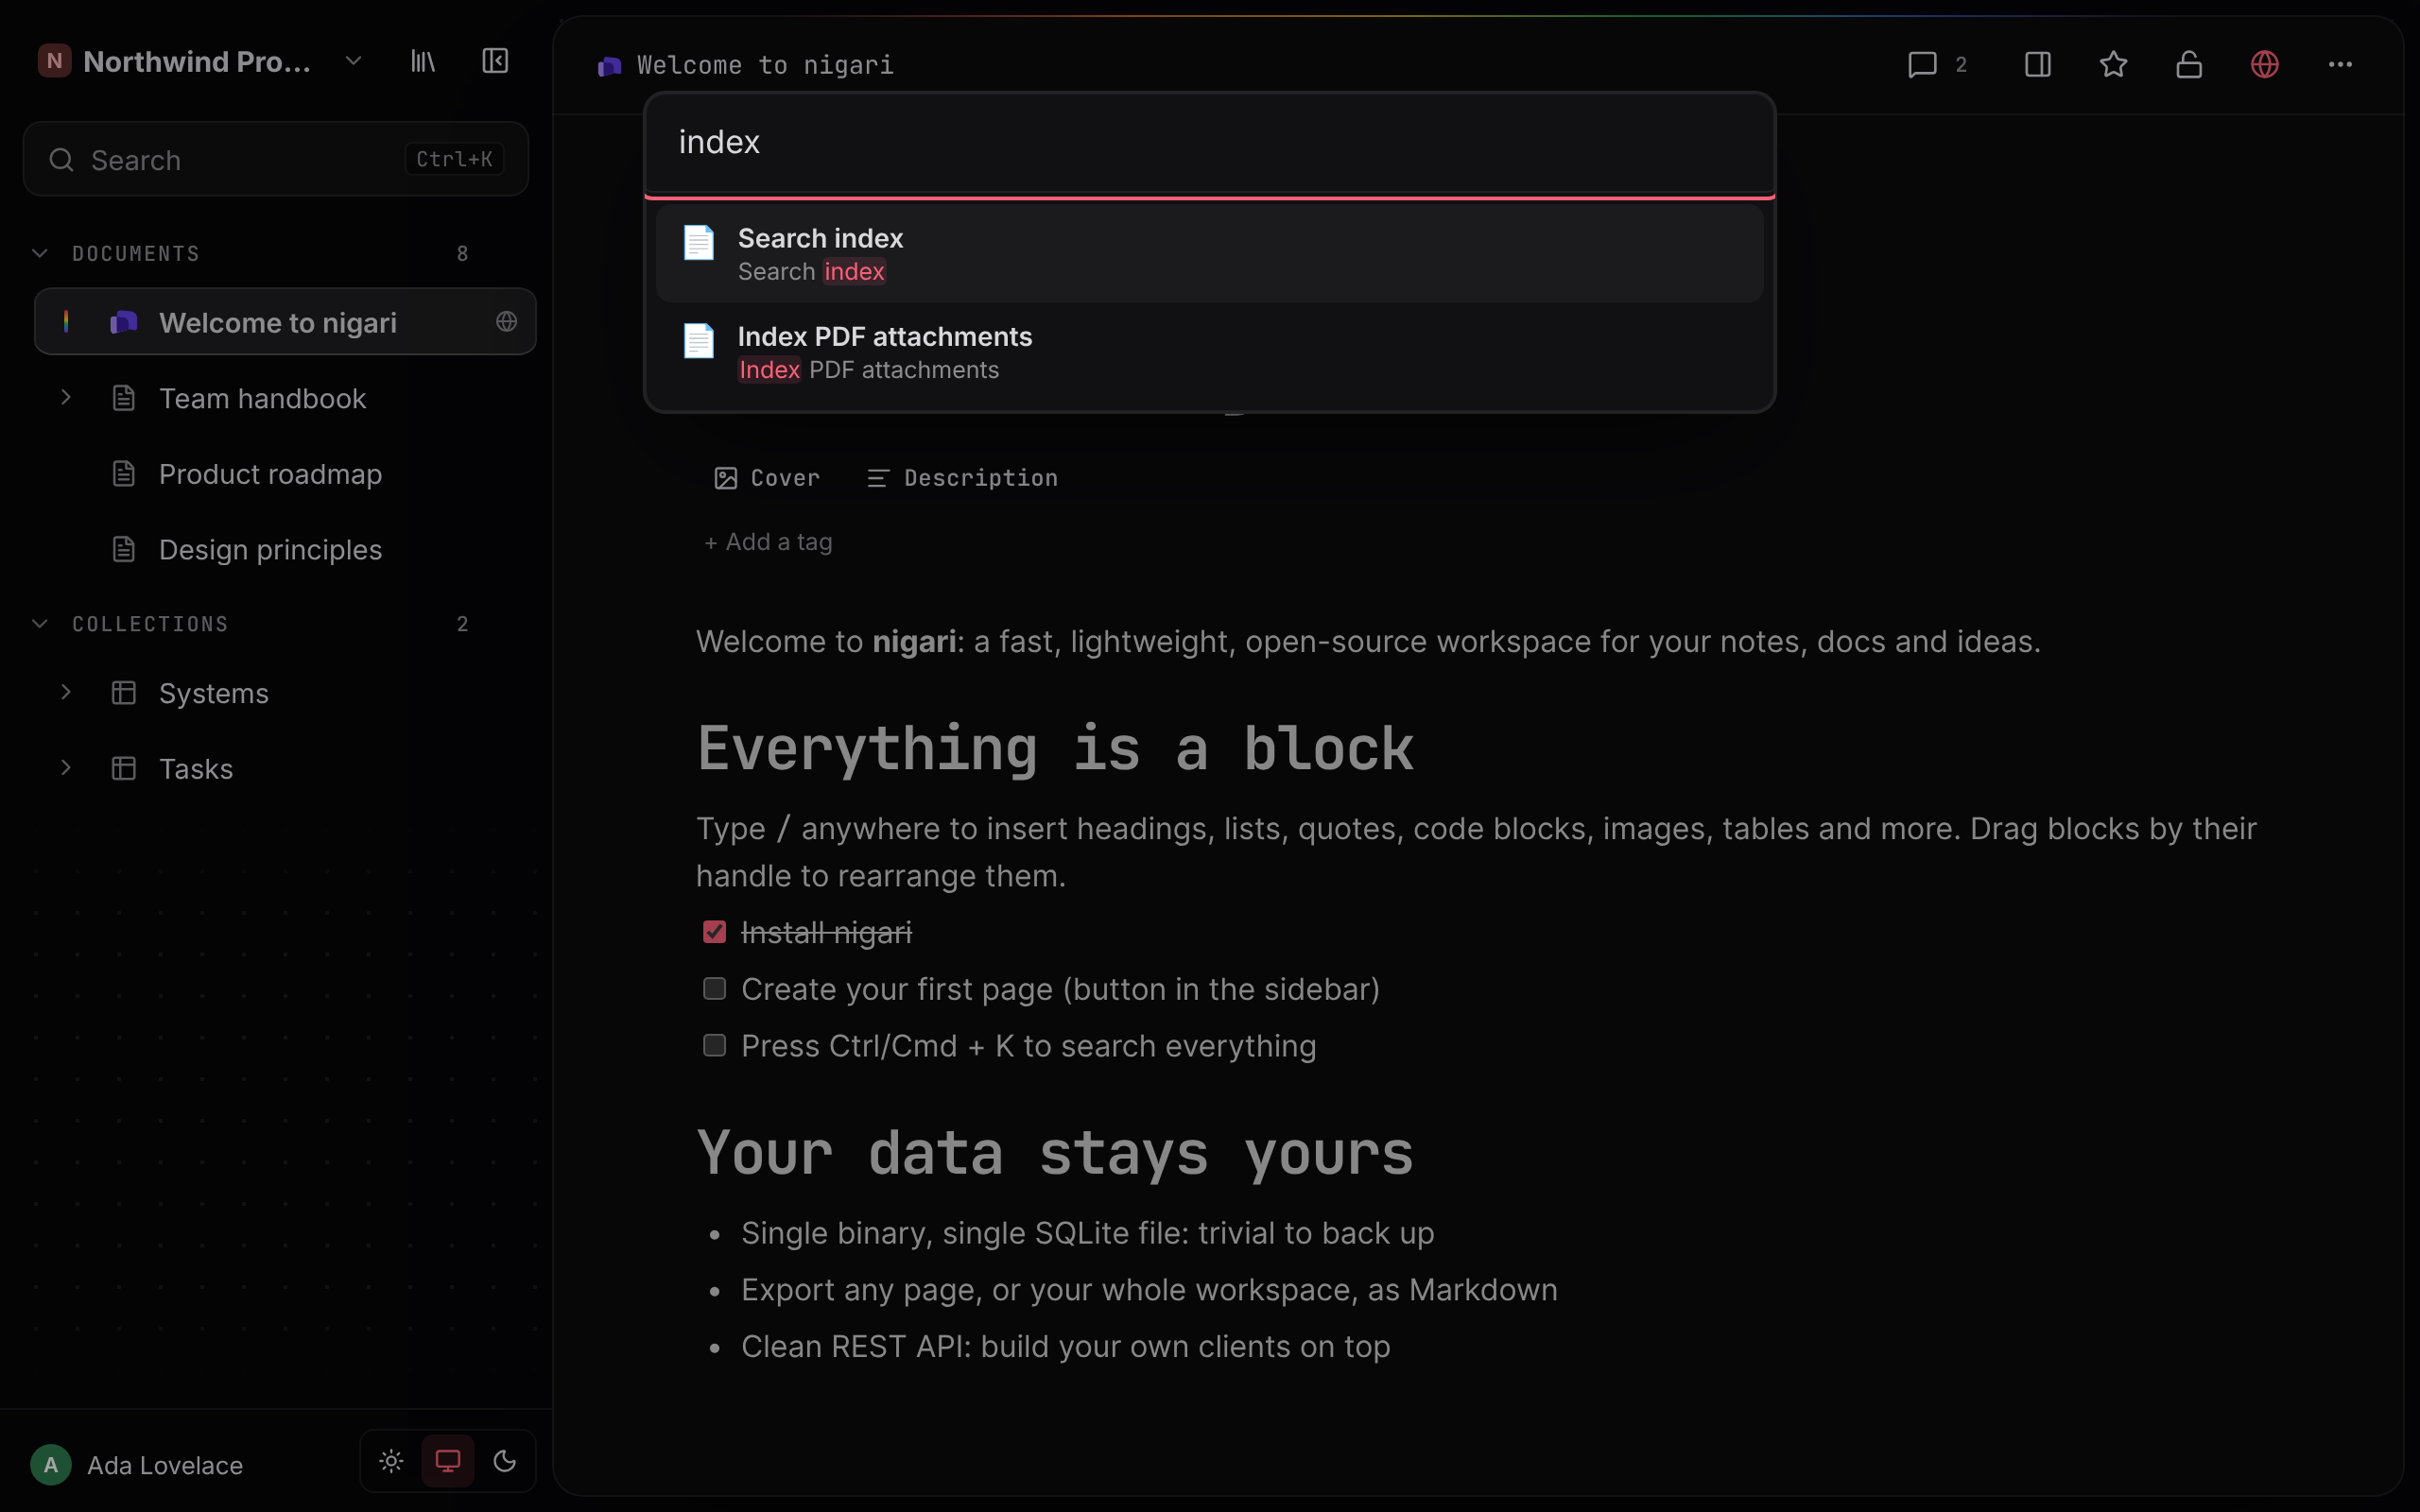 N Northwind Pro...
Search Ctrl+K
DOCUMENTS 8
Welcome to nigari
Team handbook
Product roadmap
Design principles
COLLECTIONS 2
Systems
Tasks
A Ada Lovelace
Welcome to nigari 2
index
Search index
Search index
Index PDF attachments
Index PDF attachments
Cover Description
+ Add a tag
Welcome to nigari: a fast, lightweight, open-source workspace for your notes, docs and ideas.
Everything is a block
Type / anywhere to insert headings, lists, quotes, code blocks, images, tables and more. Drag blocks by their
handle to rearrange them.
Install nigari
Create your first page (button in the sidebar)
Press Ctrl/Cmd + K to search everything
Your data stays yours
• Single binary, single SQLite file: trivial to back up
• Export any page, or your whole workspace, as Markdown
• Clean REST API: build your own clients on top